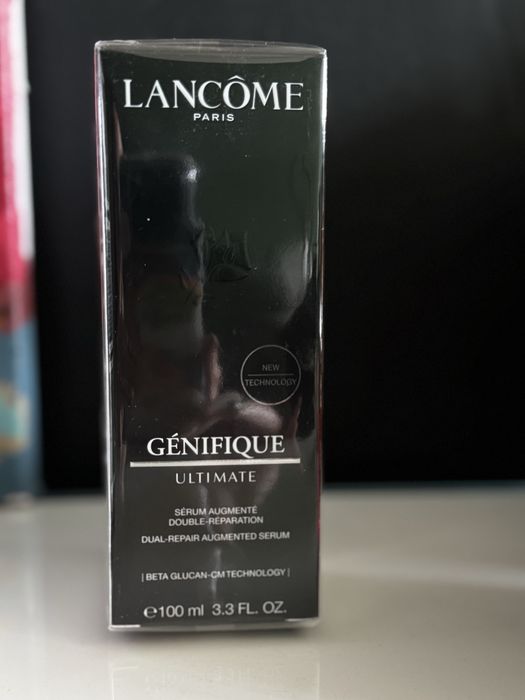 LANCÔME
PARIS
NEW
TECHNOLOGY
GÉNIFIQUE
ULTIMATE
SÉRUM AUGMENTÉ
DOUBLE-RÉPARATION
DUAL-REPAIR AUGMENTED SERUM
| BETA GLUCAN-CM TECHNOLOGY |
℮100 ml 3.3 FL. OZ.